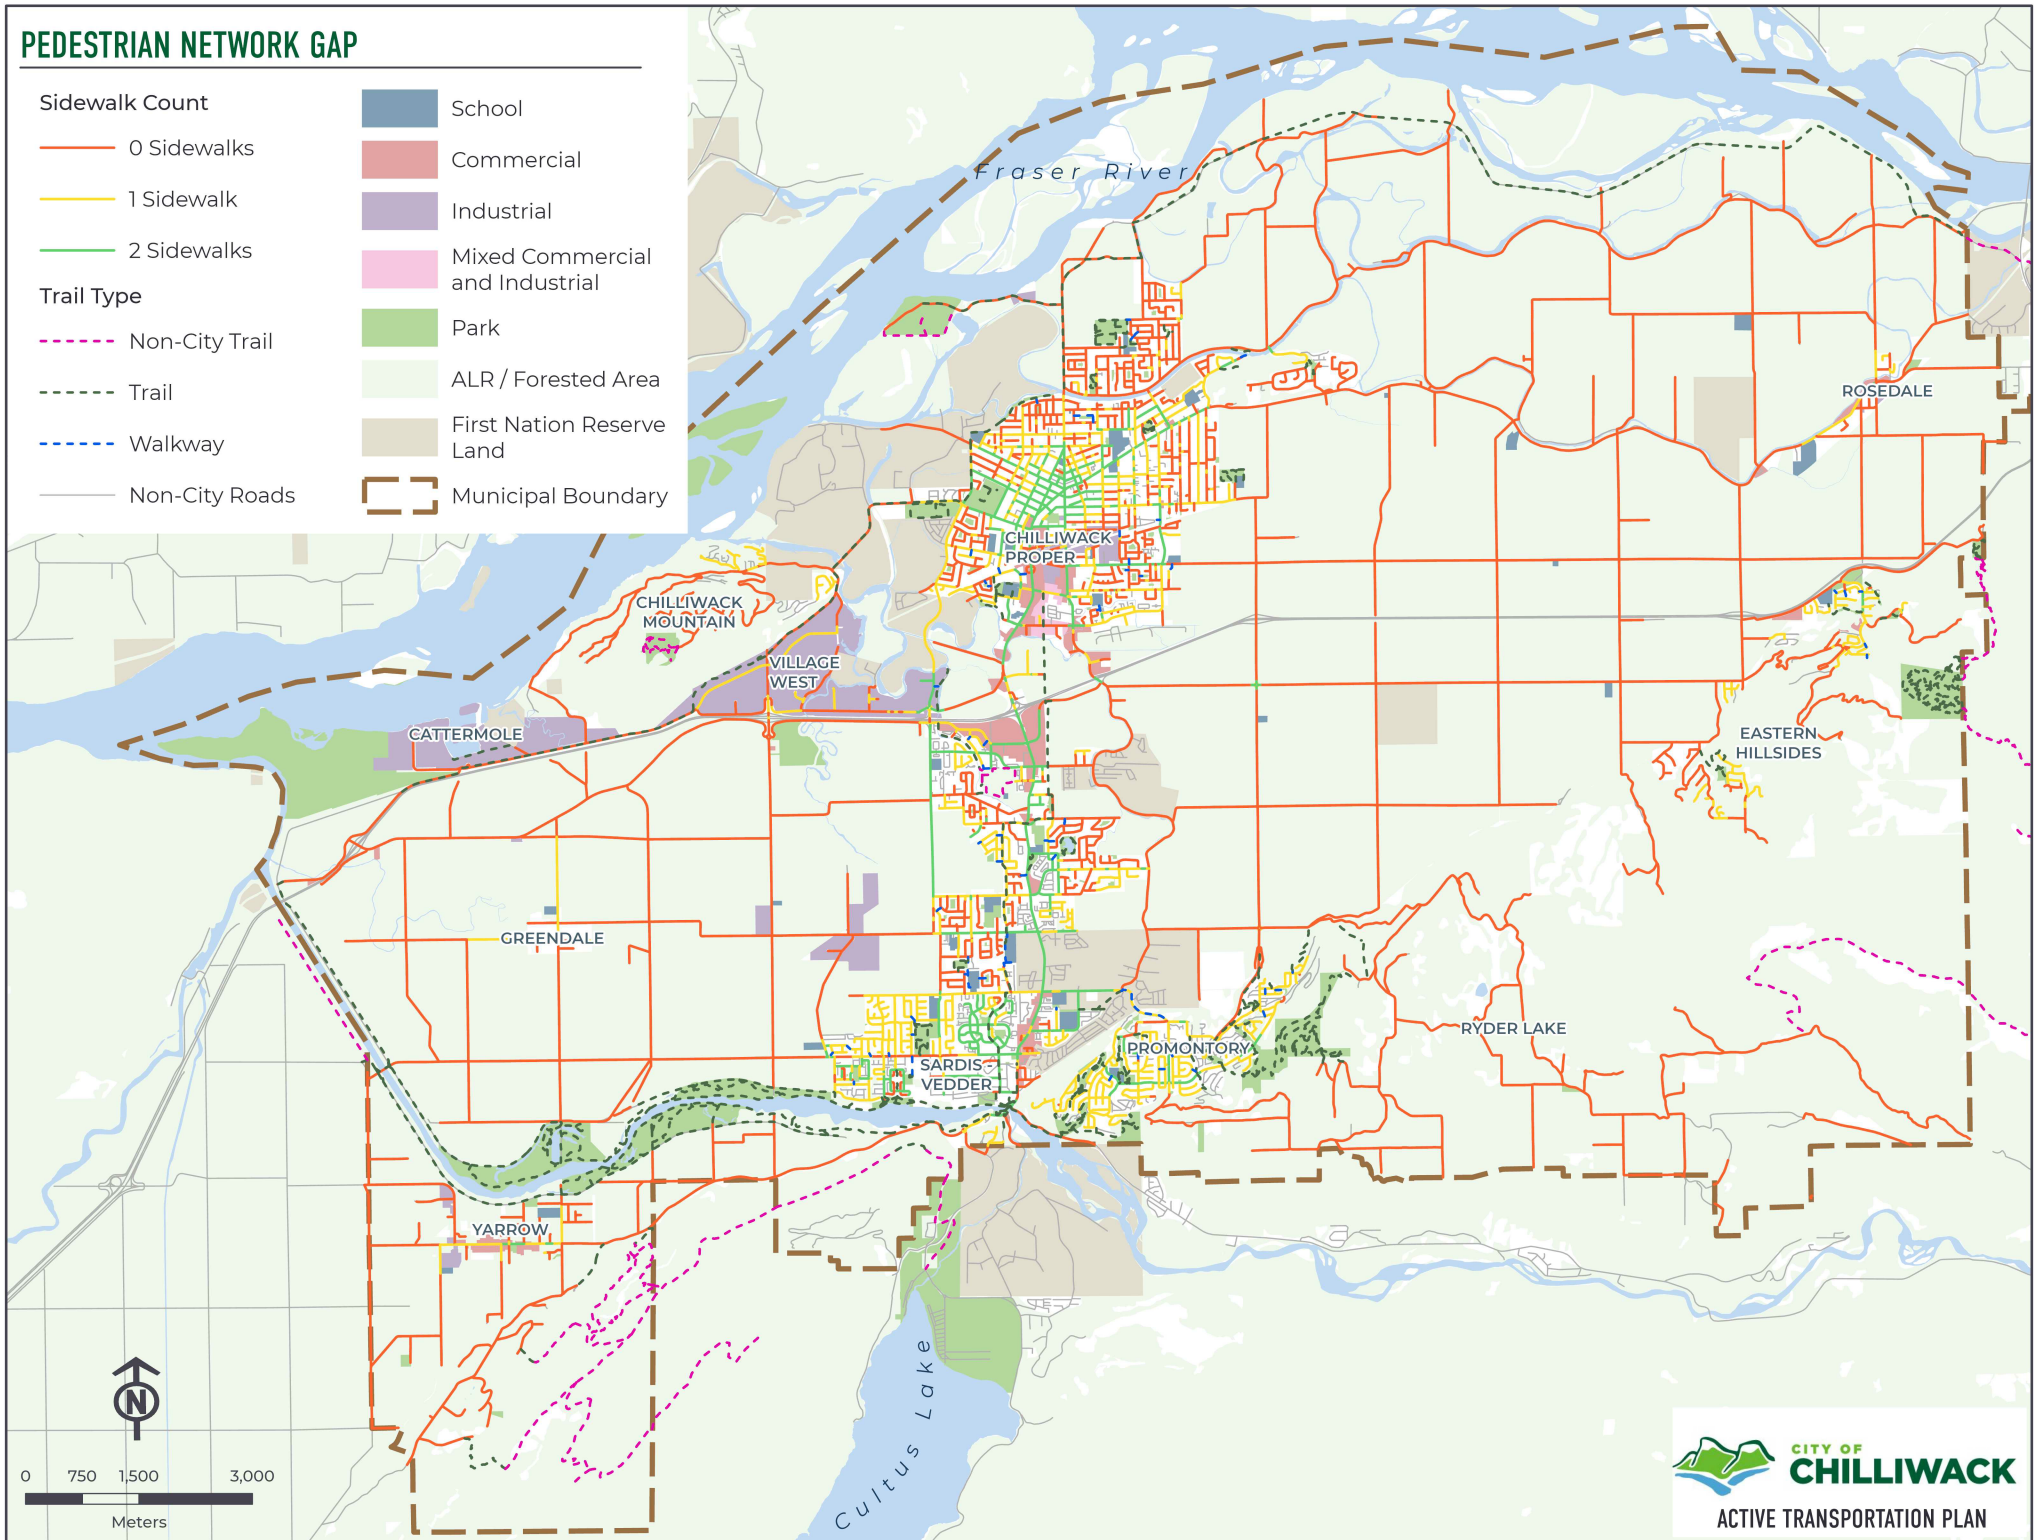 PEDESTRIAN NETWORK GAP
Sidewalk Count
0 Sidewalks
1 Sidewalk
2 Sidewalks
Trail Type
Non-City Trail
Trail
Walkway
Non-City Roads
School
Commercial
Industrial
Mixed Commercial
and Industrial
Park
ALR / Forested Area
First Nation Reserve
Land
Municipal Boundary
Fraser River
ROSEDALE
CHILLIWACK
PROPER
CHILLIWACK
MOUNTAIN
VILLAGE
WEST
CATTERMOLE
EASTERN
HILLSIDES
GREENDALE
RYDER LAKE
PROMONTORY
SARDIS -
VEDDER
YARROW
Cultus Lake
N
0 750 1,500 3,000
Meters
CITY OF
CHILLIWACK
ACTIVE TRANSPORTATION PLAN